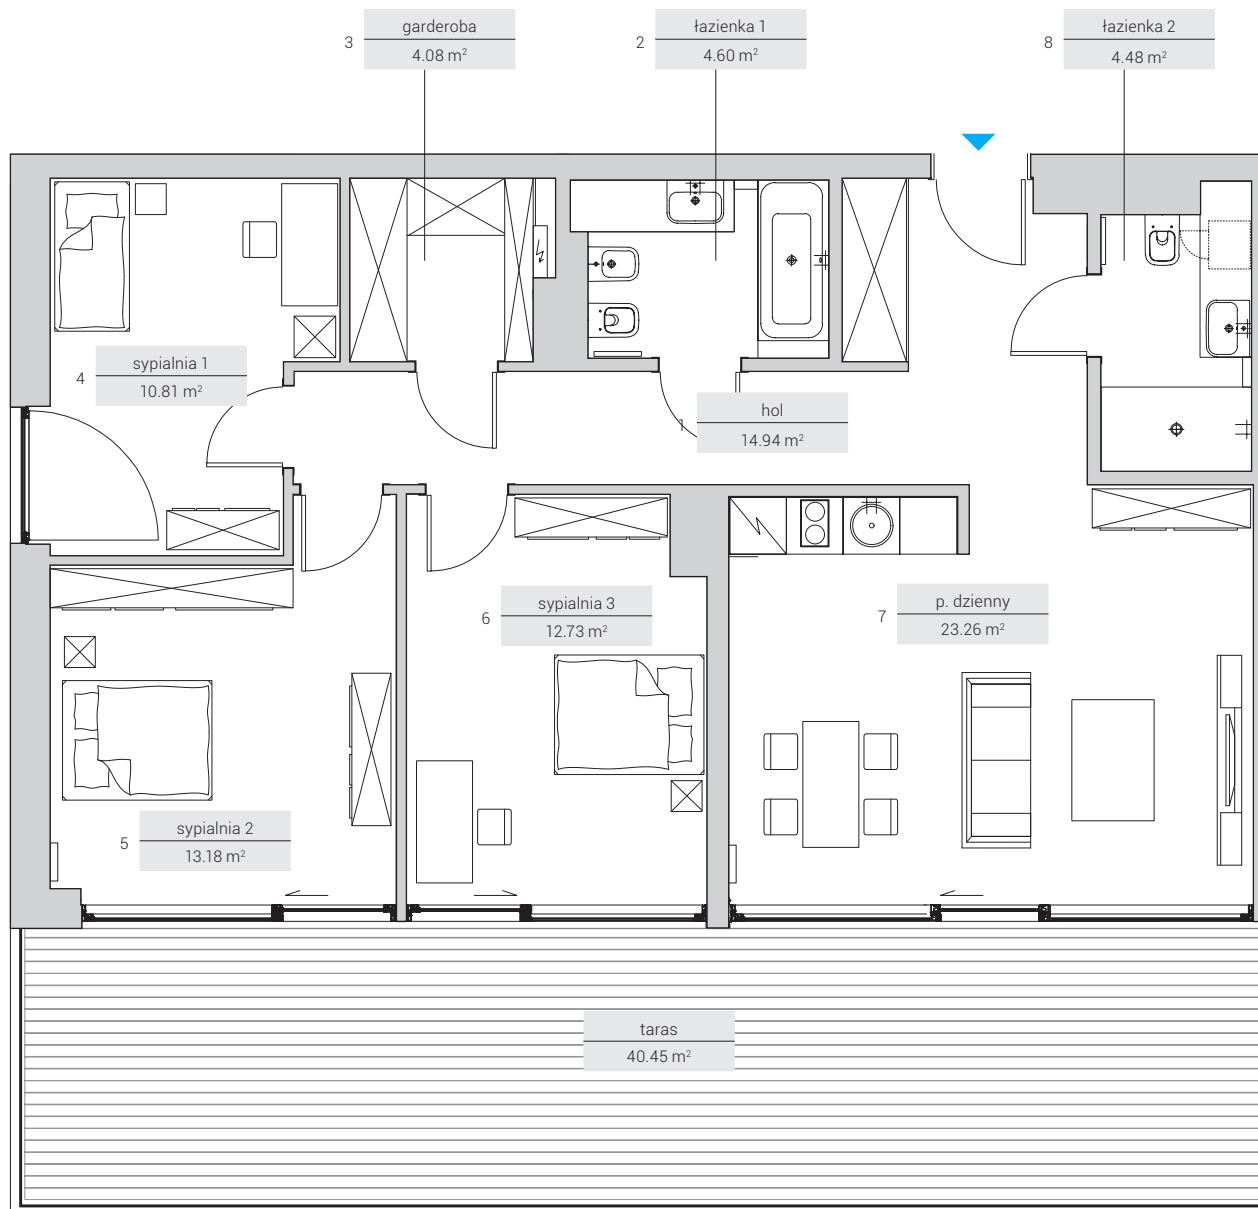 3
garderoba
4.08 m²
2
łazienka 1
4.60 m²
8
łazienka 2
4.48 m²
4
sypialnia 1
10.81 m²
1
hol
14.94 m²
6
sypialnia 3
12.73 m²
7
p. dzienny
23.26 m²
5
sypialnia 2
13.18 m²
taras
40.45 m²